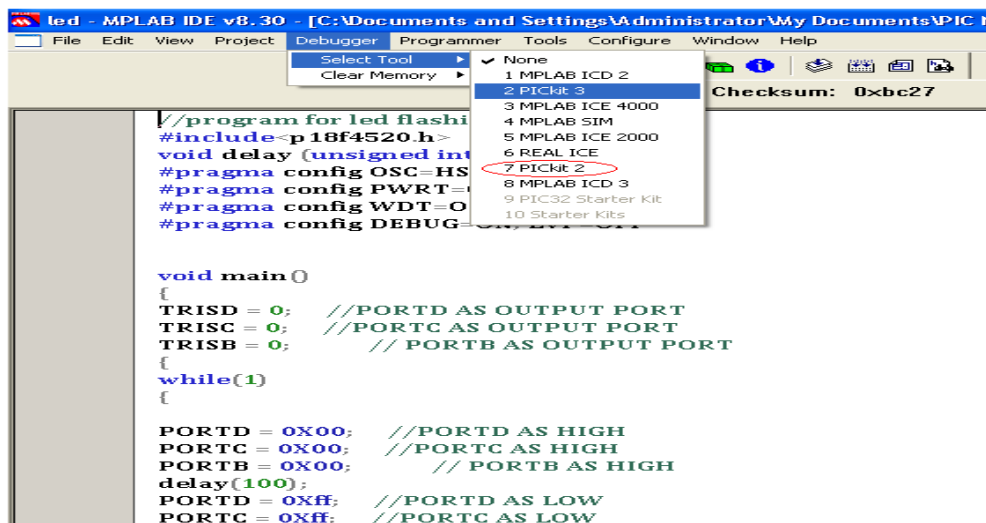 led - MPLAB IDE v8.30 - [C:\Documents and Settings\Administrator\My Documents\PIC
File Edit View Project Debugger Programmer Tools Configure Window Help
Select Tool
Clear Memory
None
1 MPLAB ICD 2
2 PICkit 3
3 MPLAB ICE 4000
4 MPLAB SIM
5 MPLAB ICE 2000
6 REAL ICE
7 PICkit 2
8 MPLAB ICD 3
9 PIC32 Starter Kit
10 Starter Kits
Checksum: 0xbc27
//program for led flashi
#include<p18f4520.h>
void delay (unsigned int
#pragma config OSC=HS
#pragma config PWRT=
#pragma config WDT=O
#pragma config DEBUG=
void main()
{
TRISD = 0; //PORTD AS OUTPUT PORT
TRISC = 0; //PORTC AS OUTPUT PORT
TRISB = 0; // PORTB AS OUTPUT PORT
{
while(1)
{
PORTD = 0X00; //PORTD AS HIGH
PORTC = 0X00; //PORTC AS HIGH
PORTB = 0X00; // PORTB AS HIGH
delay(100);
PORTD = 0Xff; //PORTD AS LOW
PORTC = 0Xff; //PORTC AS LOW